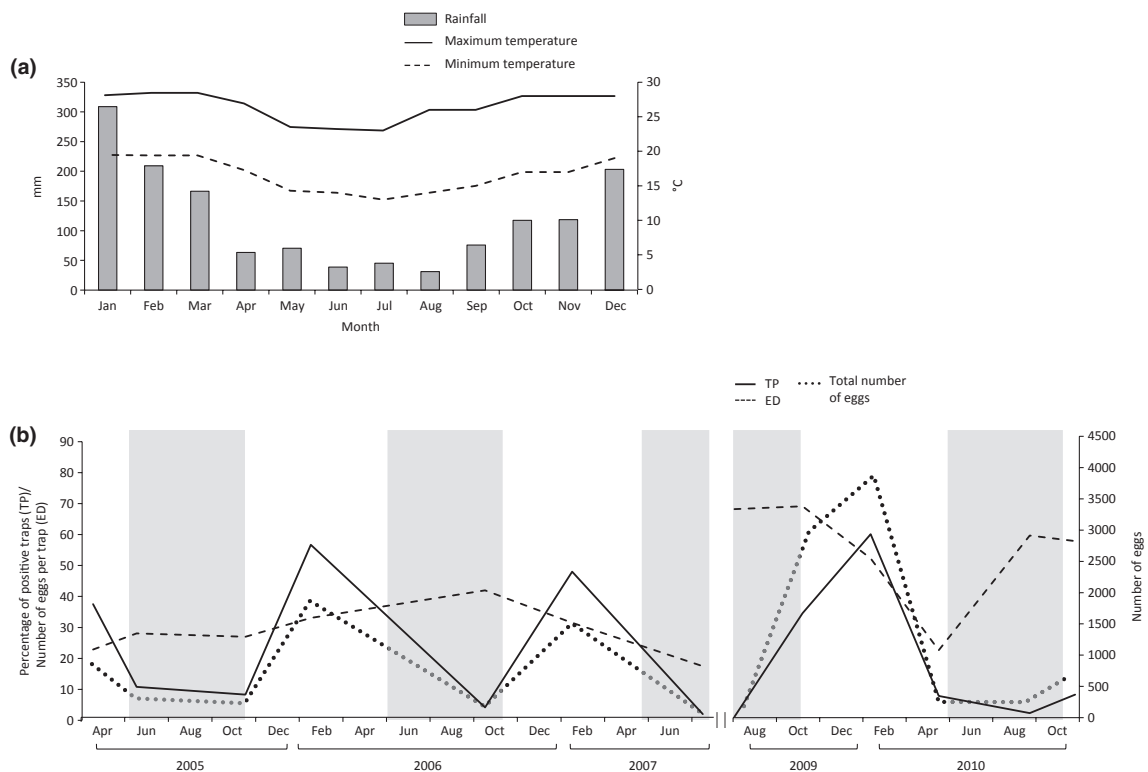 Rainfall
Maximum temperature
Minimum temperature
(a)
350
300
250
200
150
100
50
0
mm
30
25
20
15
10
5
0
°C
Jan Feb Mar Apr May Jun Jul Aug Sep Oct Nov Dec
Month
TP
ED
Total number
of eggs
(b)
90
80
70
60
50
40
30
20
10
0
Percentage of positive traps (TP)/
Number of eggs per trap (ED)
4500
4000
3500
3000
2500
2000
1500
1000
500
0
Number of eggs
Apr Jun Aug Oct Dec Feb Apr Jun Aug Oct Dec Feb Apr Jun Aug Oct Dec Feb Apr Jun Aug Oct
2005 2006 2007 2009 2010